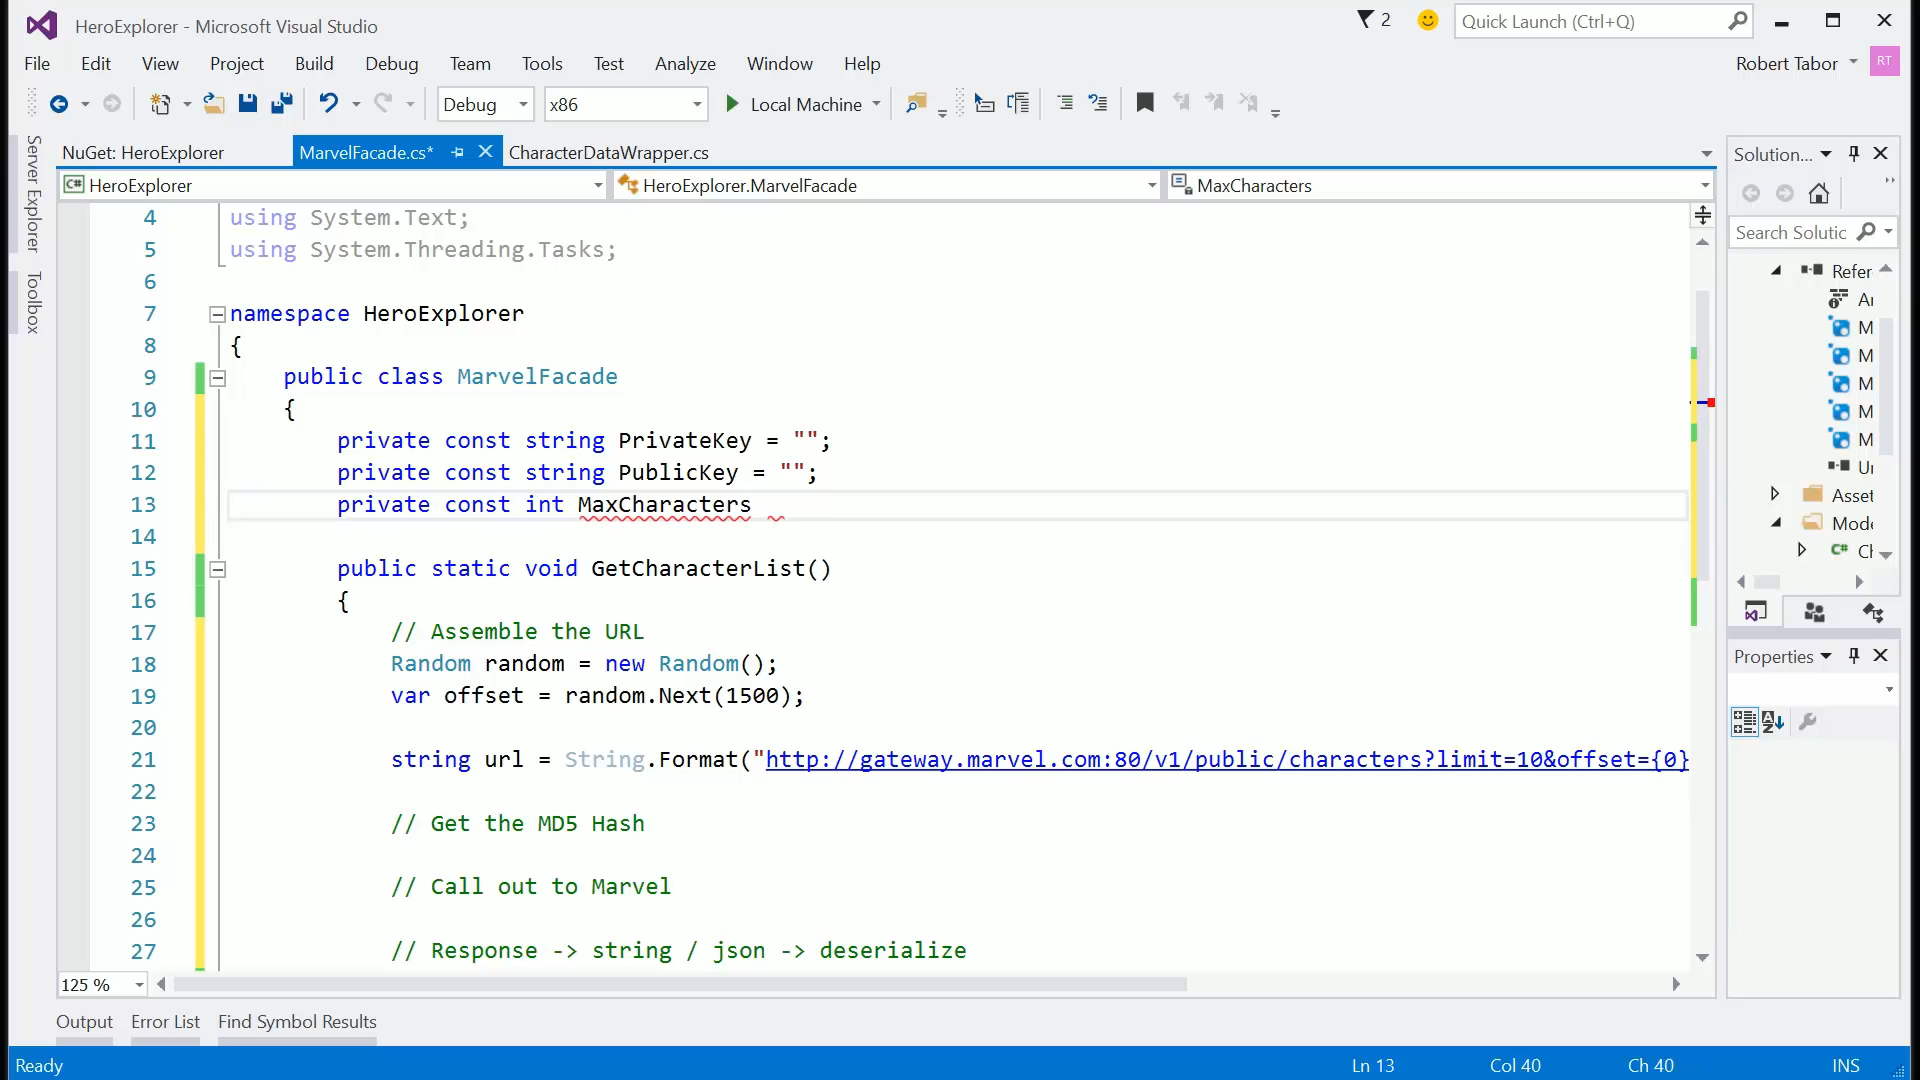 HeroExplorer - Microsoft Visual Studio
2
Quick Launch (Ctrl+Q)
File Edit View Project Build Debug Team Tools Test Analyze Window Help
Robert Tabor RT
Debug x86 Local Machine
Server Explorer
Toolbox
NuGet: HeroExplorer MarvelFacade.cs* CharacterDataWrapper.cs
C# HeroExplorer HeroExplorer.MarvelFacade MaxCharacters
4 using System.Text;
5 using System.Threading.Tasks;
6
7 namespace HeroExplorer
8 {
9 public class MarvelFacade
10 {
11 private const string PrivateKey = "";
12 private const string PublicKey = "";
13 private const int MaxCharacters
14
15 public static void GetCharacterList()
16 {
17 // Assemble the URL
18 Random random = new Random();
19 var offset = random.Next(1500);
20
21 string url = String.Format("http://gateway.marvel.com:80/v1/public/characters?limit=10&offset={0}
22
23 // Get the MD5 Hash
24
25 // Call out to Marvel
26
27 // Response -> string / json -> deserialize
125 %
Solution...
Search Solutic
Refer
M
M
M
M
M
Asset
Mode
C#
Properties
Output Error List Find Symbol Results
Ready Ln 13 Col 40 Ch 40 INS